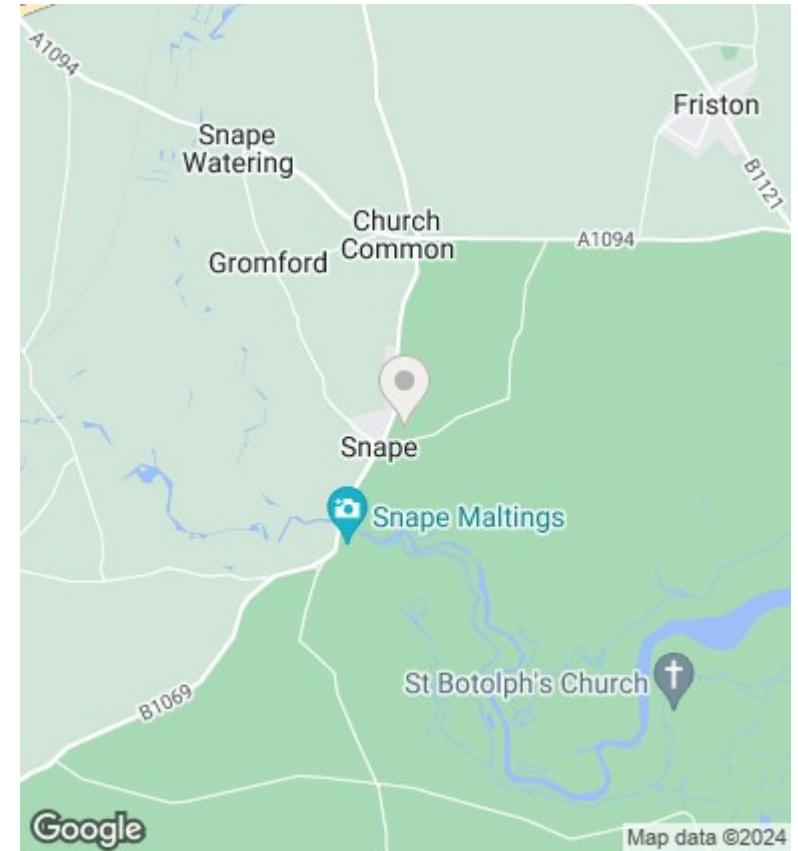 A1094
Friston
Snape
Watering
B1121
Church
Common
A1094
Gromford
Snape
Snape Maltings
St Botolph's Church
B1069
Google
Map data ©2024